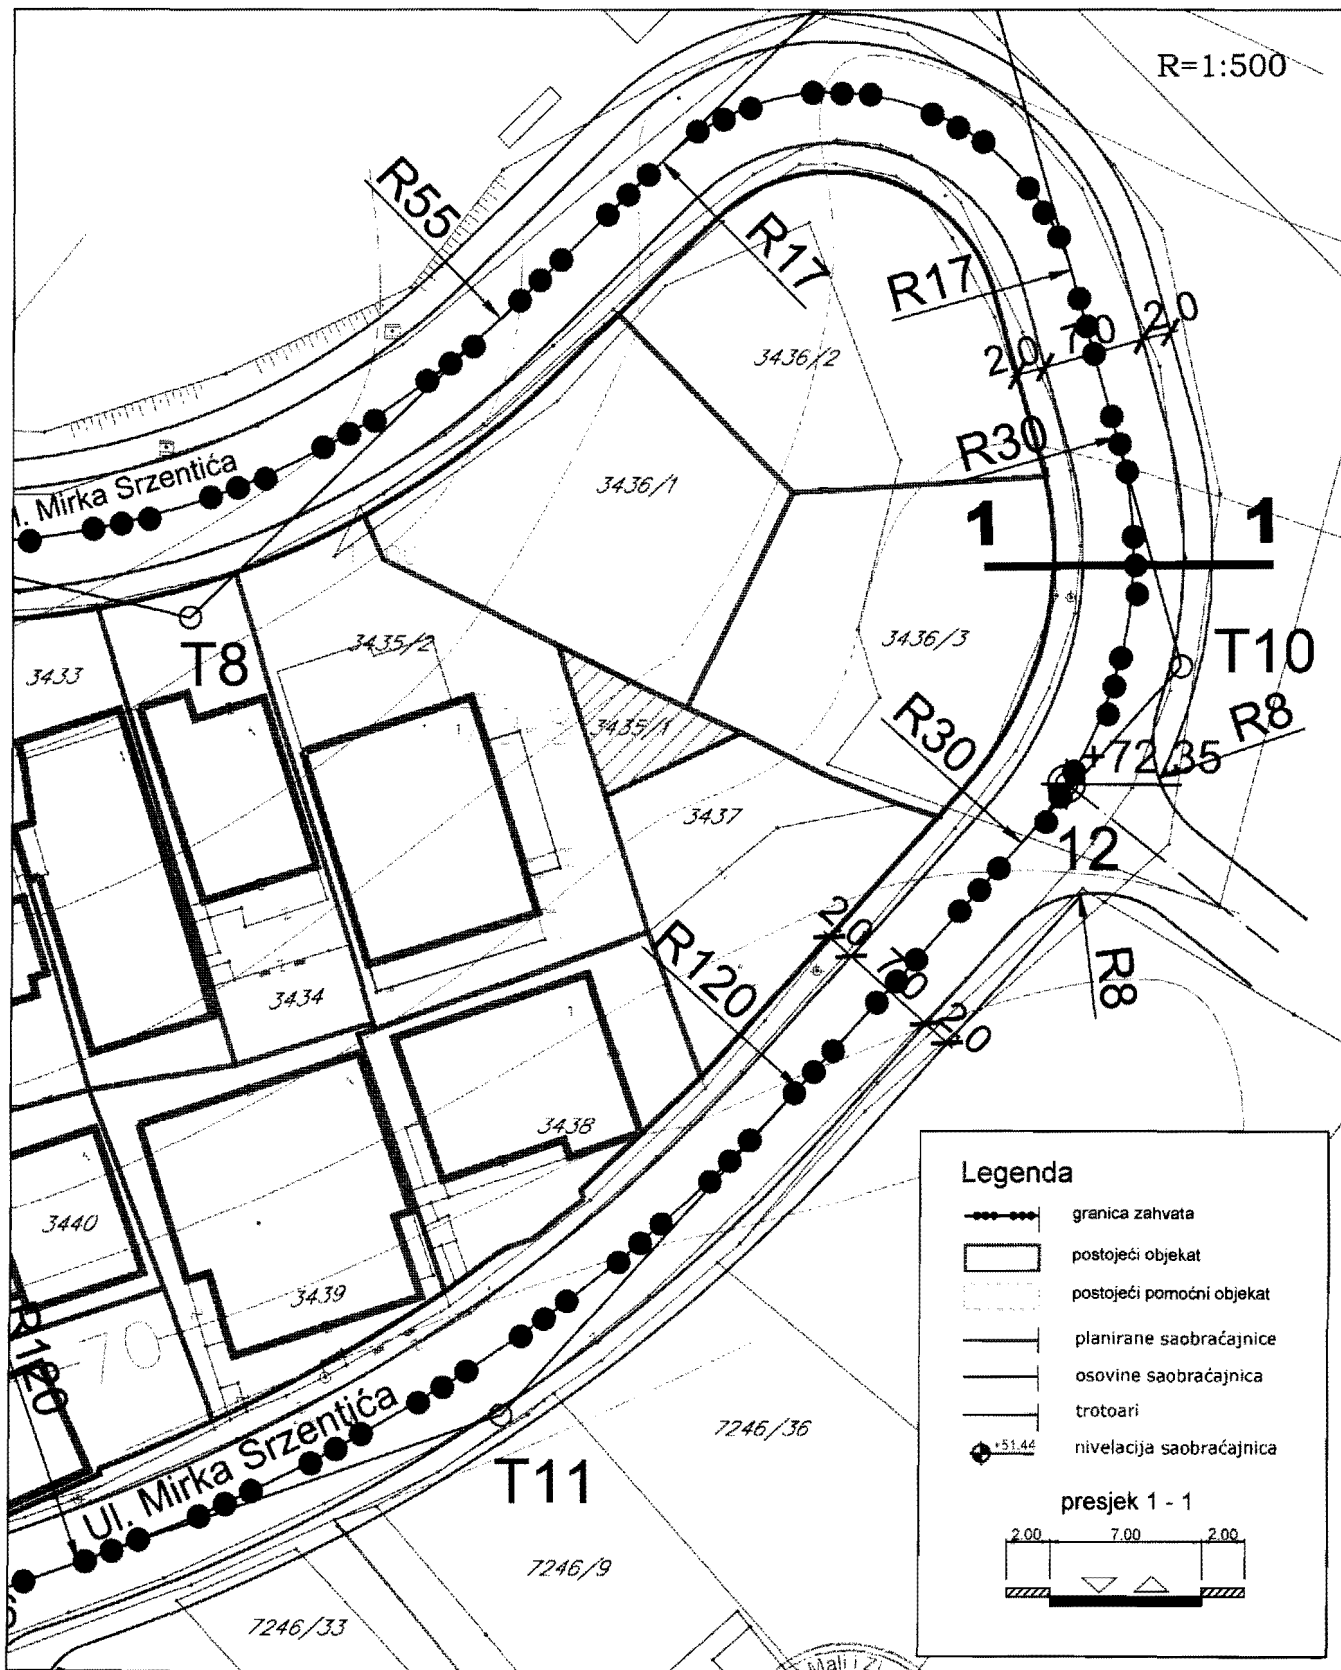 R=1:500
R55
R17
R17
2.0
7.0
2.0
3436/2
R30
l. Mirka Srzentića
3436/1
1
1
3435/2
3436/3
T8
T10
3433
3435/1
R30
R8
+72,35
3437
12
2.0
R120
7.0
2.0
R8
3434
3438
3440
3439
R120
70
Ul. Mirka Srzentića
T11
7246/36
7246/9
7246/33
Legenda
granica zahvata
postojeći objekat
postojeći pomoćni objekat
planirane saobraćajnice
osovine saobraćajnica
trotoari
+51.44 nivelacija saobraćajnica
presjek 1 - 1
2.00 7.00 2.00